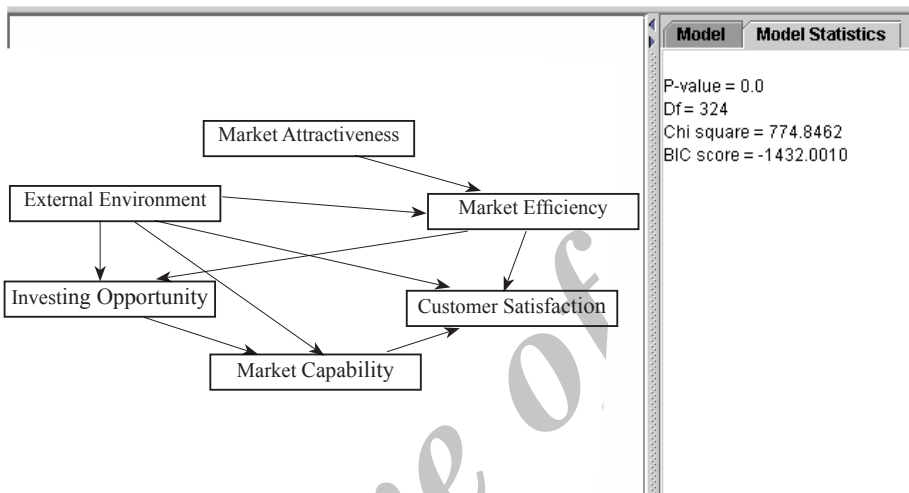 Model
Model Statistics
P-value = 0.0
Df= 324
Chi square = 774.8462
BIC score = -1432.0010
Market Attractiveness
External Environment
Market Efficiency
Investing Opportunity
Customer Satisfaction
Market Capability
of